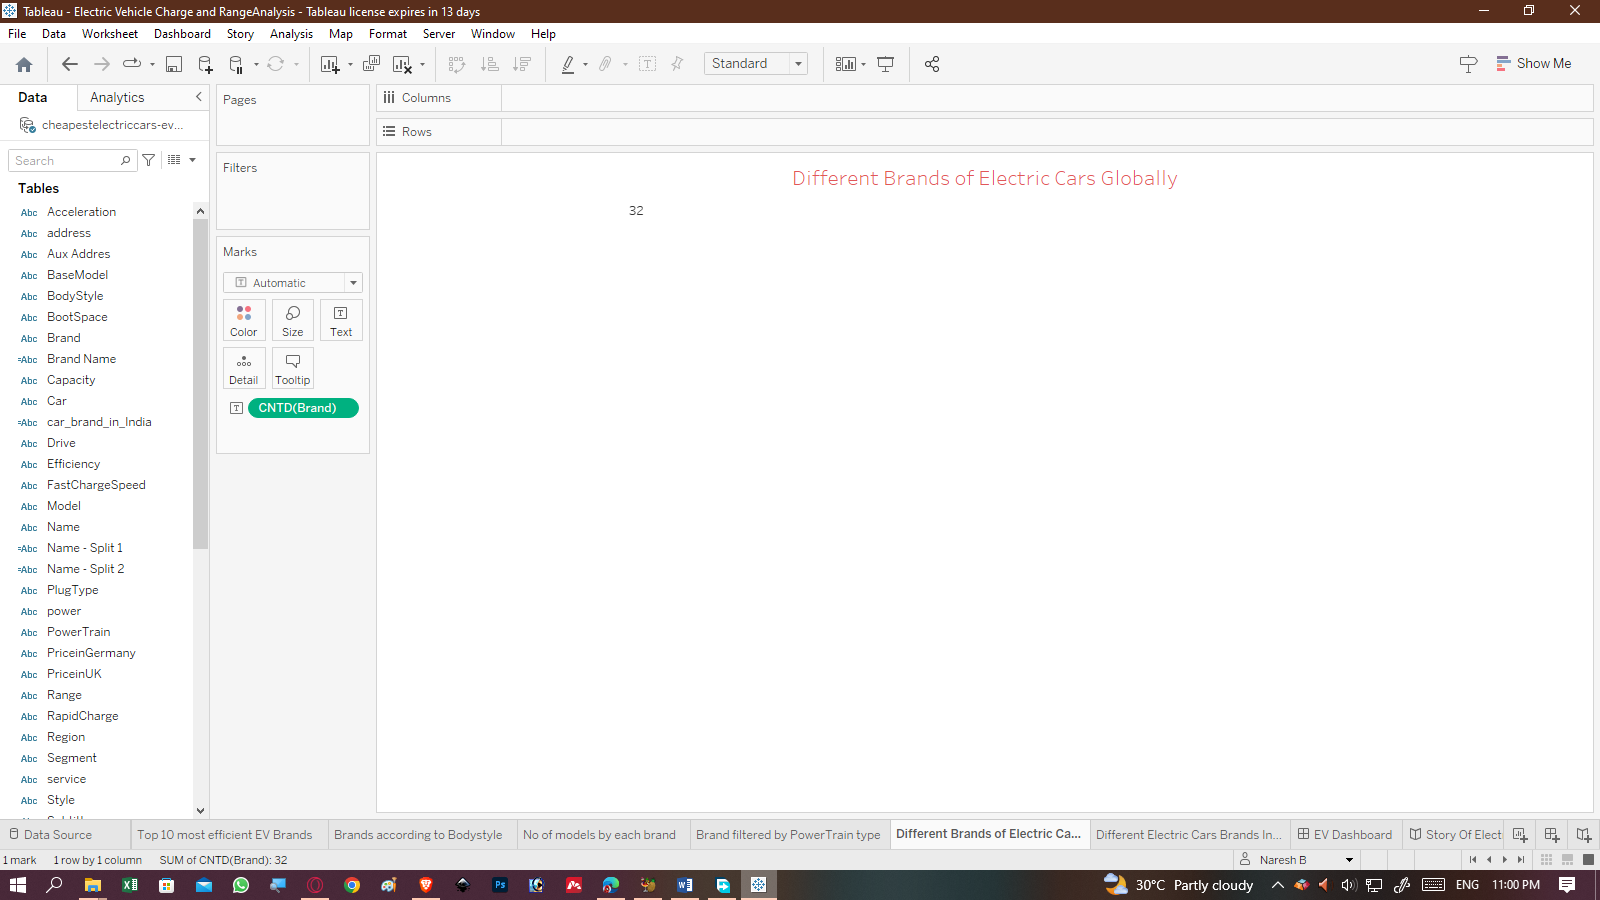 Tableau - Electric Vehicle Charge and RangeAnalysis - Tableau license expires in 13 days
File Data Worksheet Dashboard Story Analysis Map Format Server Window Help
Standard
Show Me
Data Analytics
cheapestelectriccars-ev...
Search
Tables
Abc Acceleration
Abc address
Abc Aux Addres
Abc BaseModel
Abc BodyStyle
Abc BootSpace
Abc Brand
=Abc Brand Name
Abc Capacity
Abc Car
=Abc car_brand_in_India
Abc Drive
Abc Efficiency
Abc FastChargeSpeed
Abc Model
Abc Name
=Abc Name - Split 1
=Abc Name - Split 2
Abc PlugType
Abc power
Abc PowerTrain
Abc PriceinGermany
Abc PriceinUK
Abc Range
Abc RapidCharge
Abc Region
Abc Segment
Abc service
Abc Style
Pages
Filters
Marks
Automatic
Color Size Text
Detail Tooltip
CNTD(Brand)
Columns
Rows
Different Brands of Electric Cars Globally
32
Data Source Top 10 most efficient EV Brands Brands according to Bodystyle No of models by each brand Brand filtered by PowerTrain type Different Brands of Electric Ca... Different Electric Cars Brands In... EV Dashboard Story Of Elect
1 mark 1 row by 1 column SUM of CNTD(Brand): 32 Naresh B
30°C Partly cloudy ENG 11:00 PM